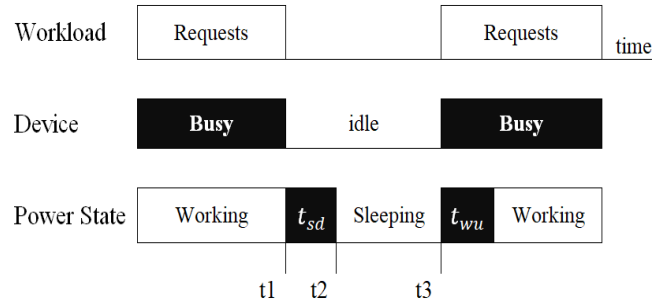 Workload Requests Requests time
Device Busy idle Busy
Power State Working t_sd Sleeping t_wu Working
t1 t2 t3